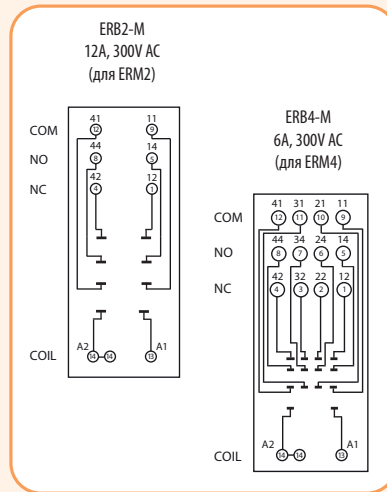 ERB2-M
12A, 300V AC
(для ERM2)
41 11
COM 12 9
44 14
NO 8 5
42 12
NC 4 1
A2 A1
COIL 14 14 13
ERB4-M
6A, 300V AC
(для ERM4)
41 31 21 11
COM 12 11 10 9
44 34 24 14
NO 8 7 6 5
42 32 22 12
NC 4 3 2 1
A2 A1
COIL 14 14 13